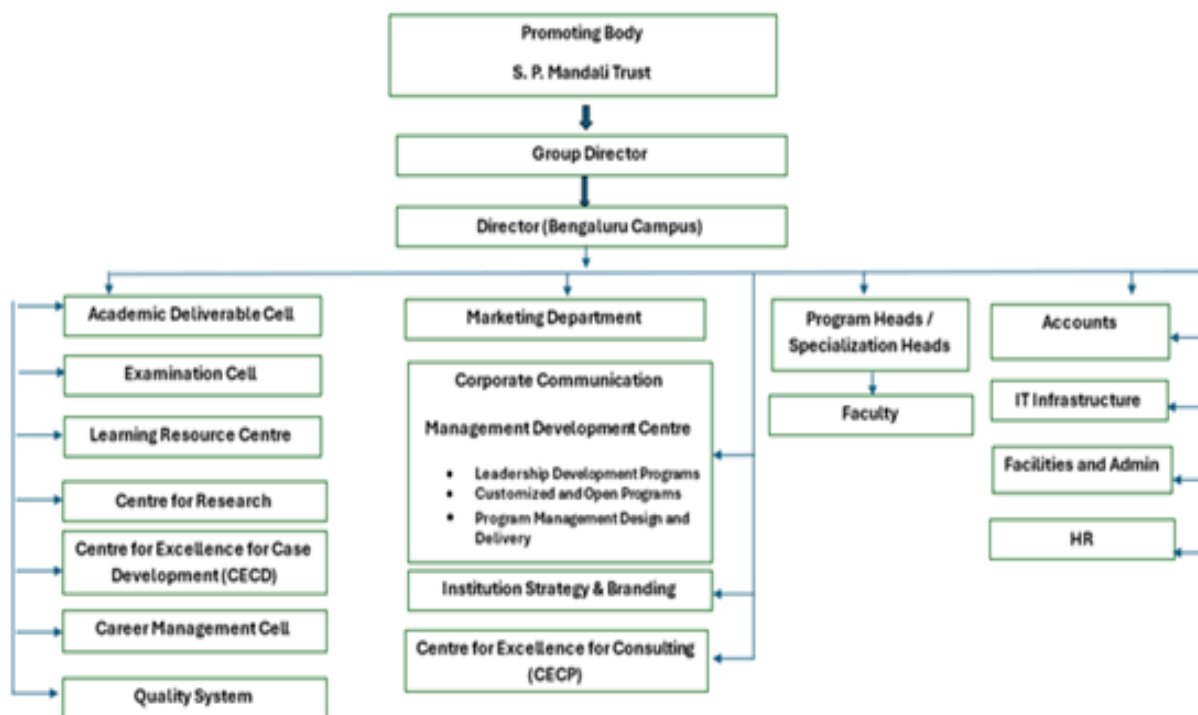 Promoting Body
S. P. Mandali Trust
Group Director
Director (Bengaluru Campus)
Academic Deliverable Cell
Examination Cell
Learning Resource Centre
Centre for Research
Centre for Excellence for Case
Development (CECD)
Career Management Cell
Quality System
Marketing Department
Corporate Communication
Management Development Centre
• Leadership Development Programs
• Customized and Open Programs
• Program Management Design and
Delivery
Institution Strategy & Branding
Centre for Excellence for Consulting
(CECP)
Program Heads /
Specialization Heads
Faculty
Accounts
IT Infrastructure
Facilities and Admin
HR